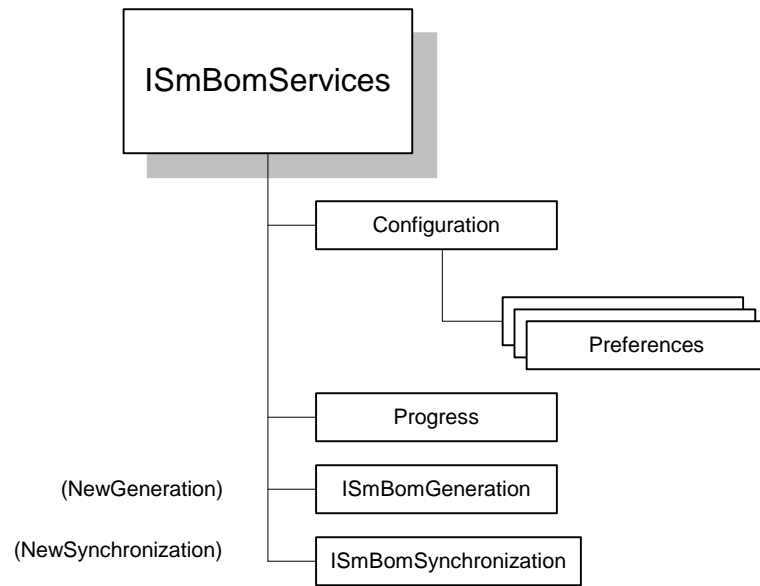 ISmBomServices
Configuration
Preferences
Progress
(NewGeneration)
ISmBomGeneration
(NewSynchronization)
ISmBomSynchronization